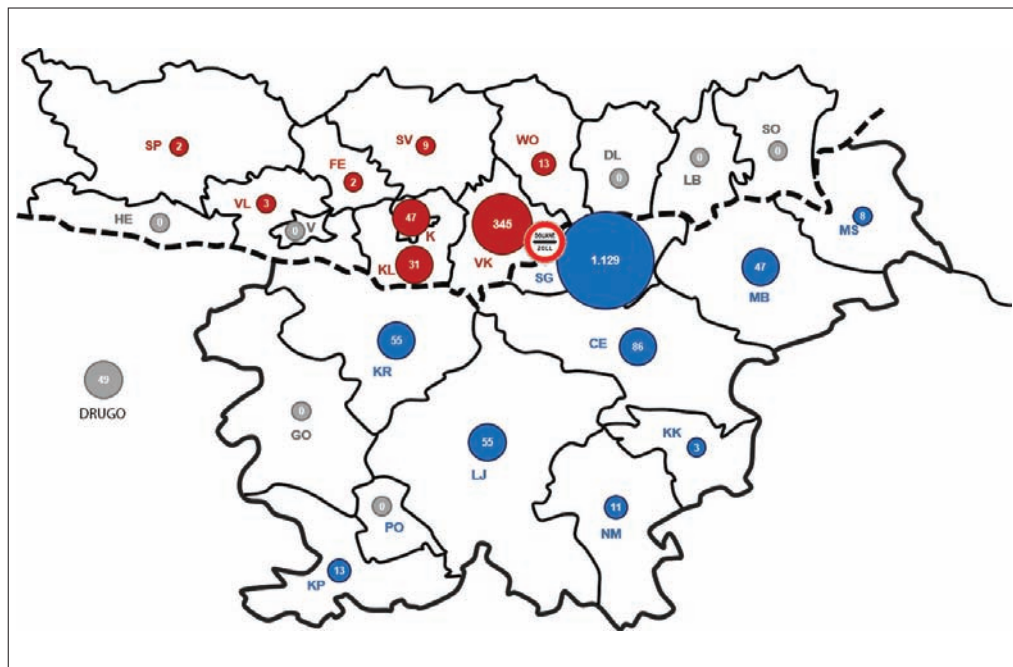 SP
2
SV
9
WO
13
DL
0
LB
0
SO
0
FE
2
VL
3
HE
0
V
0
47
K
KL
31
345
VK
DOUANE
ZOLL
SG
1.129
MS
8
47
MB
55
KR
CE
86
49
DRUGO
0
GO
55
LJ
KK
3
0
PO
11
NM
KP
13